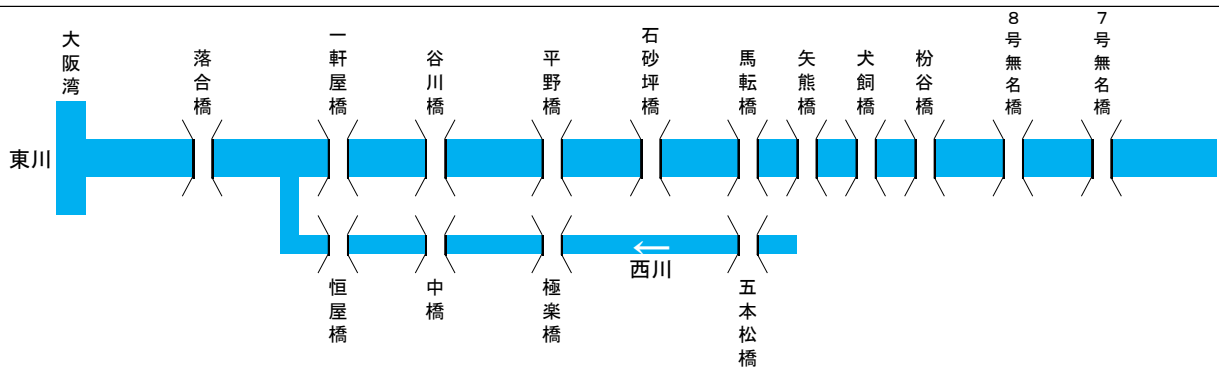 大阪湾
落合橋
一軒屋橋
谷川橋
平野橋
石砂坪橋
馬転橋
矢熊橋
犬飼橋
枌谷橋
８号無名橋
７号無名橋
東川
西川
恒屋橋
中橋
極楽橋
五本松橋